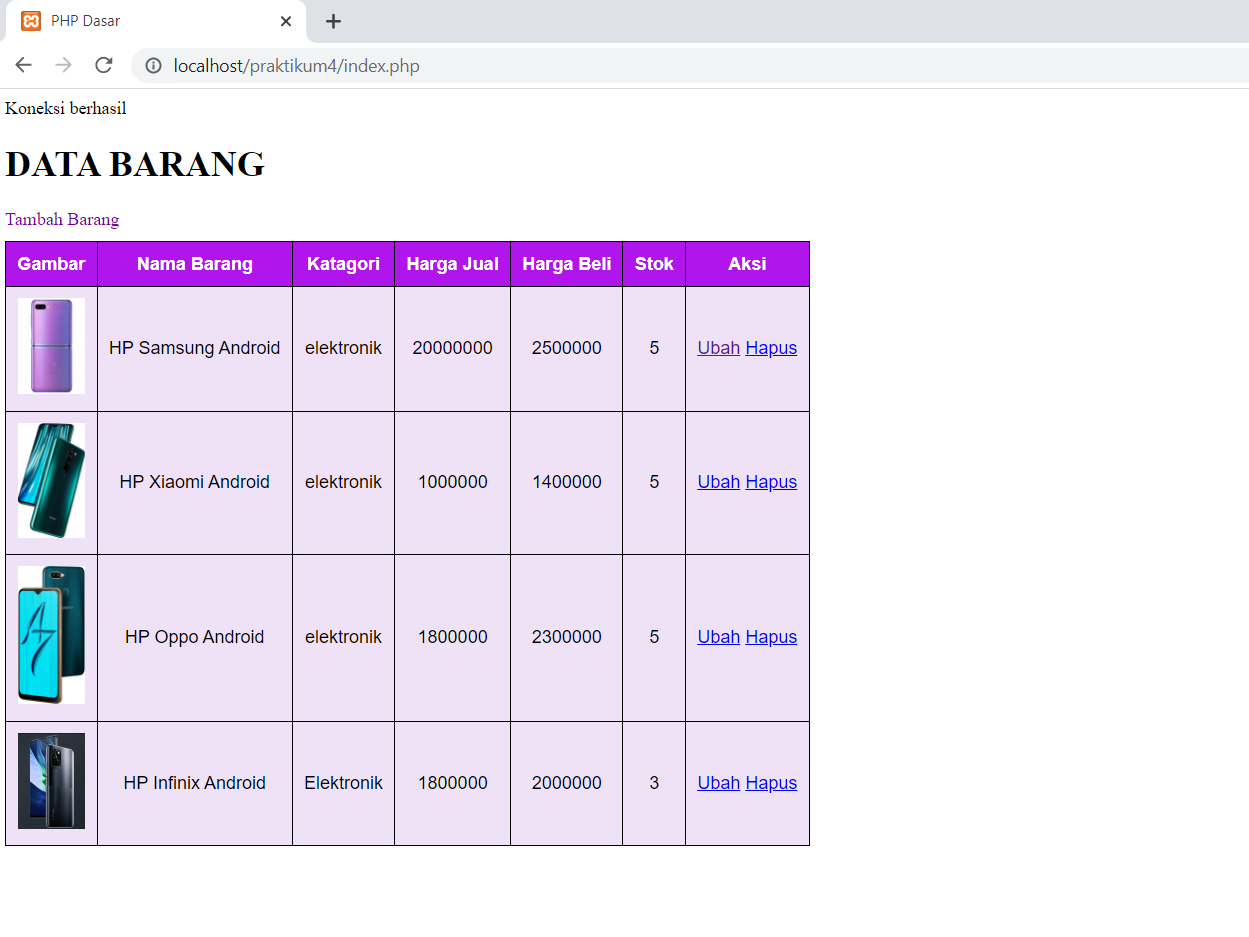 PHP Dasar
localhost/praktikum4/index.php
Koneksi berhasil
DATA BARANG
Tambah Barang
Gambar Nama Barang Katagori Harga Jual Harga Beli Stok Aksi
HP Samsung Android elektronik 20000000 2500000 5 Ubah Hapus
HP Xiaomi Android elektronik 1000000 1400000 5 Ubah Hapus
A7
HP Oppo Android elektronik 1800000 2300000 5 Ubah Hapus
HP Infinix Android Elektronik 1800000 2000000 3 Ubah Hapus